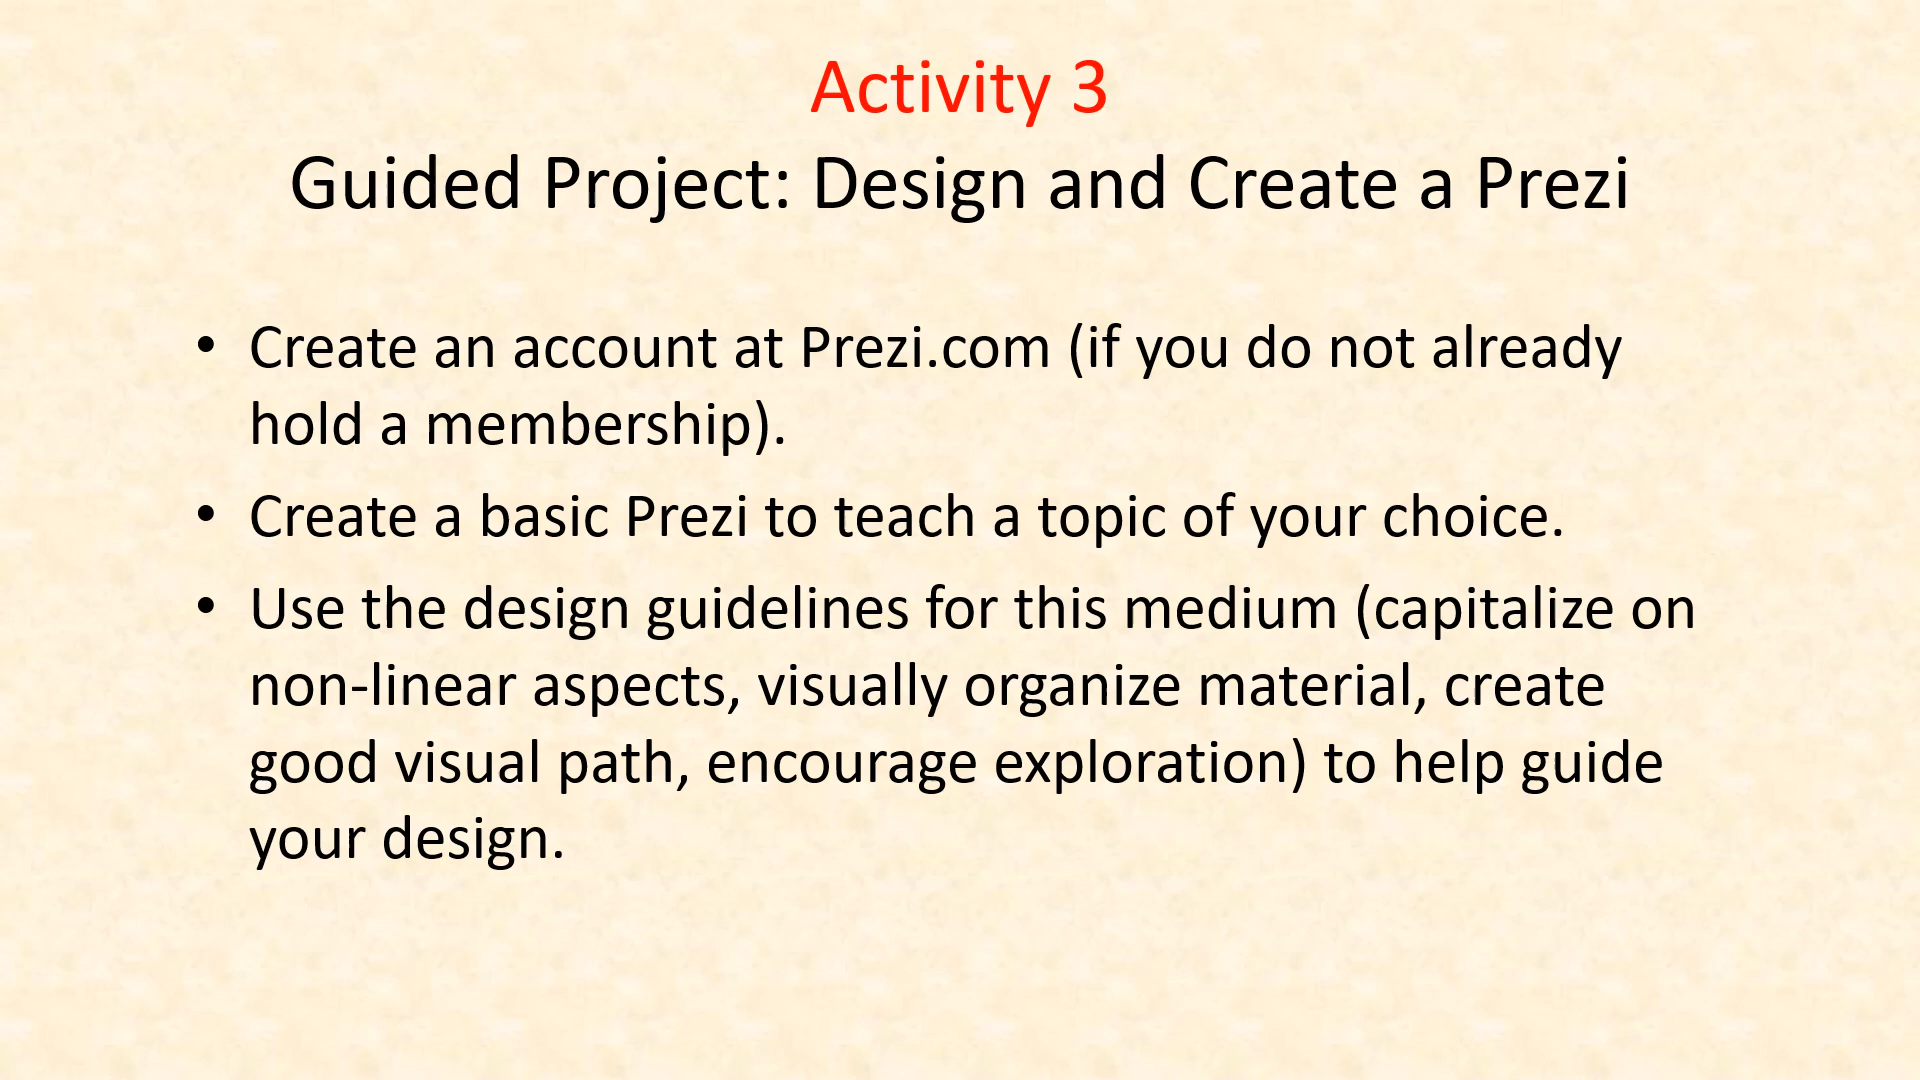 Activity 3
Guided Project: Design and Create a Prezi
• Create an account at Prezi.com (if you do not already
hold a membership).
• Create a basic Prezi to teach a topic of your choice.
• Use the design guidelines for this medium (capitalize on
non-linear aspects, visually organize material, create
good visual path, encourage exploration) to help guide
your design.